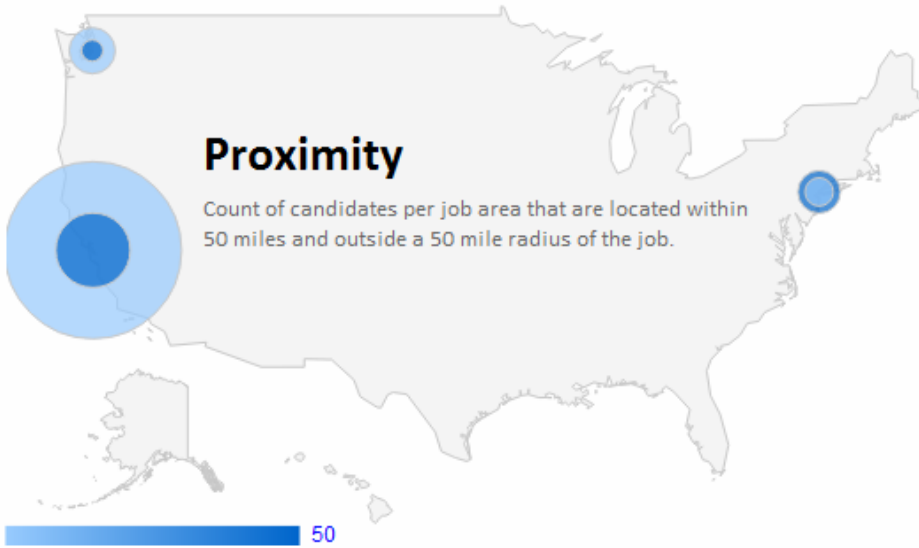 Proximity
Count of candidates per job area that are located within
50 miles and outside a 50 mile radius of the job.
50